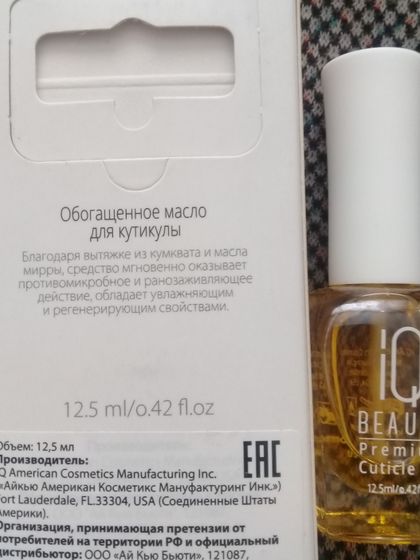 Обогащенное масло
для кутикулы
Благодаря вытяжке из кумквата и масла
мирры, средство мгновенно оказывает
противомикробное и ранозаживляющее
действие, обладает увлажняющим
и регенерирующим свойствами.
12.5 ml/0.42 fl.oz
Объем: 12,5 мл
Производитель:
IQ American Cosmetics Manufacturing Inc.
«Айкью Американ Косметикс Мануфактуринг Инк.»)
Fort Lauderdale, FL.33304, USA (Соединенные Штаты
Америки).
Организация, принимающая претензии от
потребителей на территории РФ и официальный
дистрибьютор: ООО «Ай Кью Бьюти», 121087,
EAC
iQ
BEAU
Premi
Cuticle
12.5ml/0.42